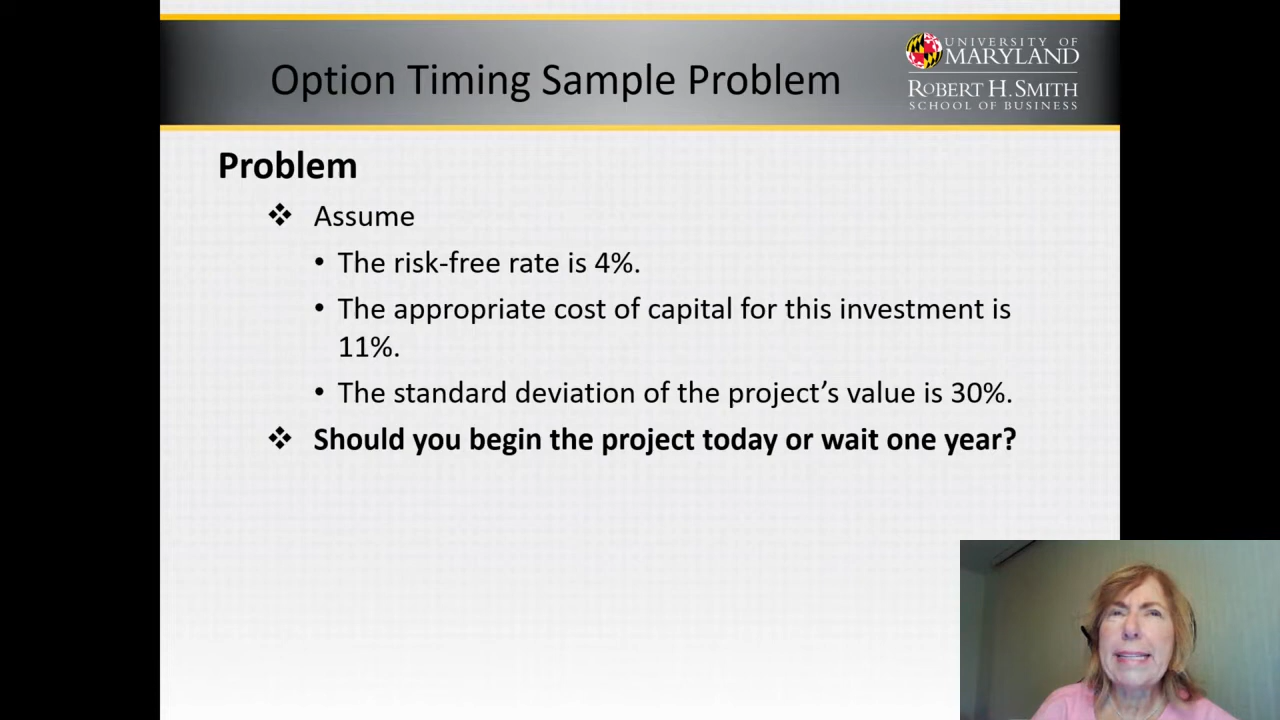 Option Timing Sample Problem
UNIVERSITY OF
MARYLAND
ROBERT H. SMITH
SCHOOL OF BUSINESS
Problem
❖ Assume
• The risk-free rate is 4%.
• The appropriate cost of capital for this investment is
11%.
• The standard deviation of the project’s value is 30%.
❖ Should you begin the project today or wait one year?